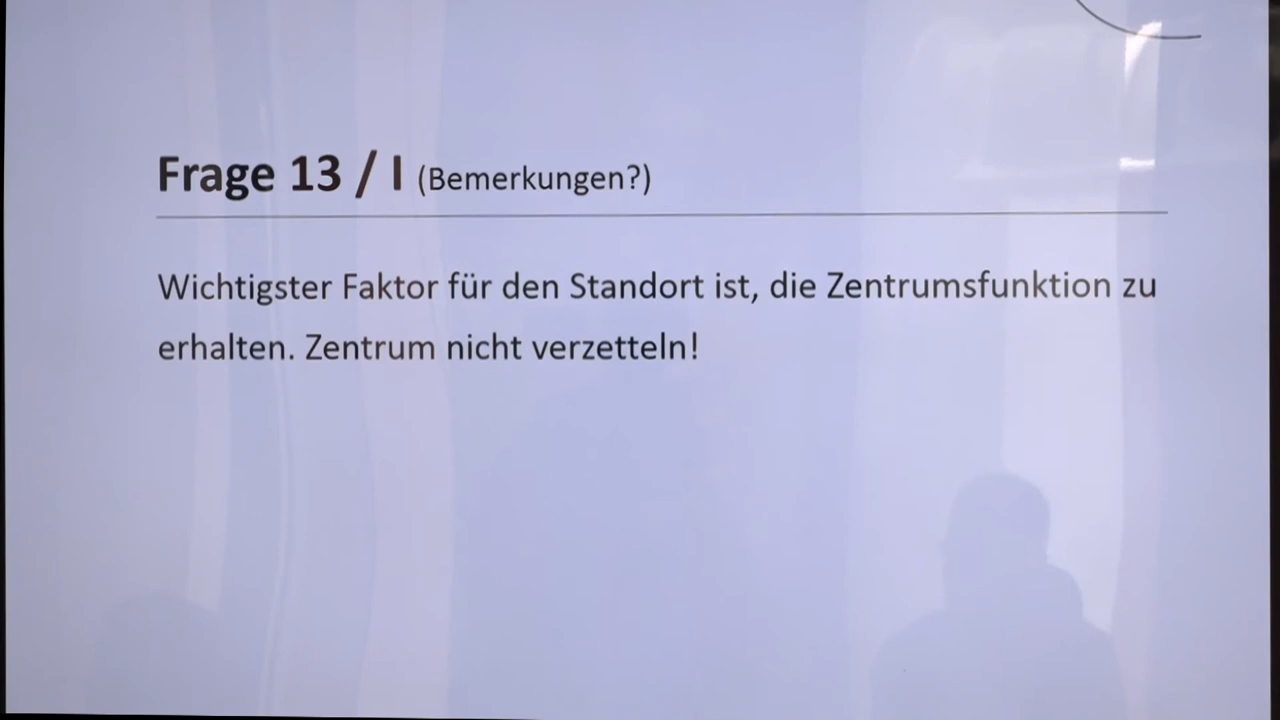 Frage 13 / I (Bemerkungen?)
Wichtigster Faktor für den Standort ist, die Zentrumsfunktion zu
erhalten. Zentrum nicht verzetteln!